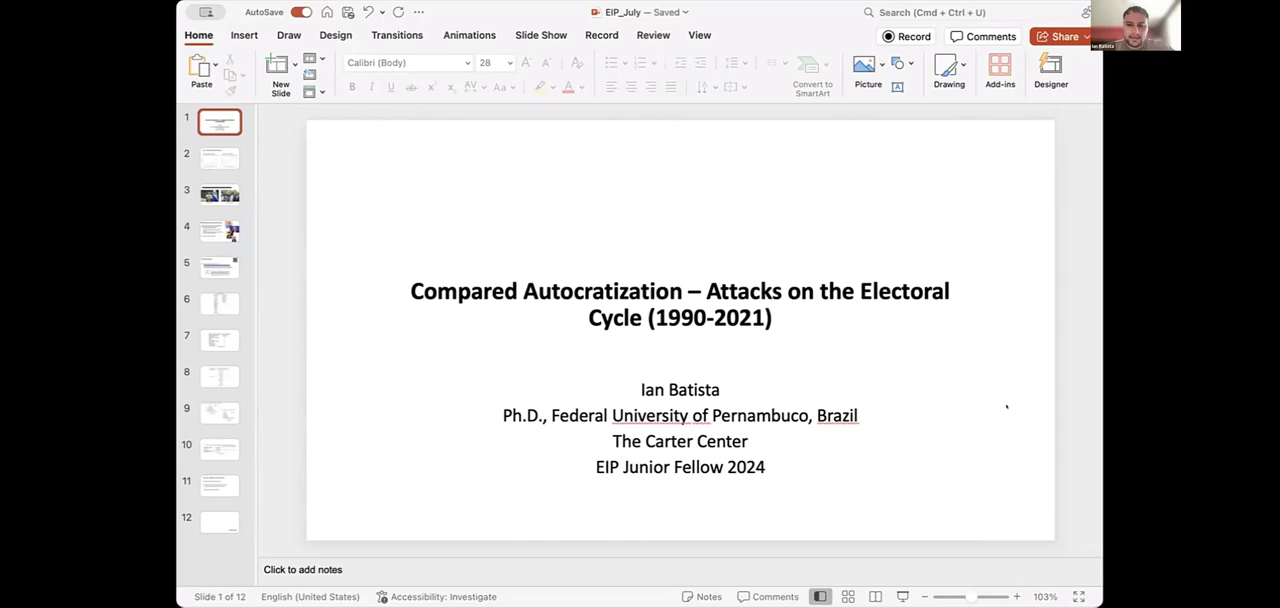 AutoSave
EIP_July – Saved
Search (Cmd + Ctrl + U)
Home Insert Draw Design Transitions Animations Slide Show Record Review View
Record Comments Share
Paste
New
Slide
Calibri (Body) 28
Convert to
SmartArt
Picture
Drawing
Add-ins
Designer
Ian Batista
1
2
3
4
5
6
7
8
9
10
11
12
Compared Autocratization – Attacks on the Electoral
Cycle (1990-2021)
Ian Batista
Ph.D., Federal University of Pernambuco, Brazil
The Carter Center
EIP Junior Fellow 2024
Click to add notes
Slide 1 of 12 English (United States) Accessibility: Investigate Notes Comments 103%